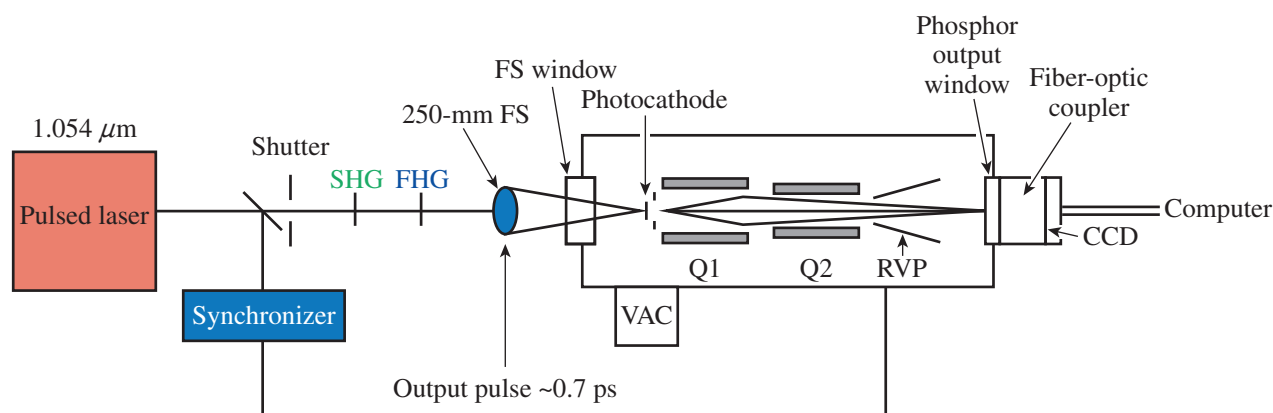 1.054 μm
Pulsed laser
Shutter
SHG
FHG
Synchronizer
250-mm FS
FS window
Photocathode
Output pulse ~0.7 ps
VAC
Q1
Q2
RVP
Phosphor
output
window
Fiber-optic
coupler
Computer
CCD